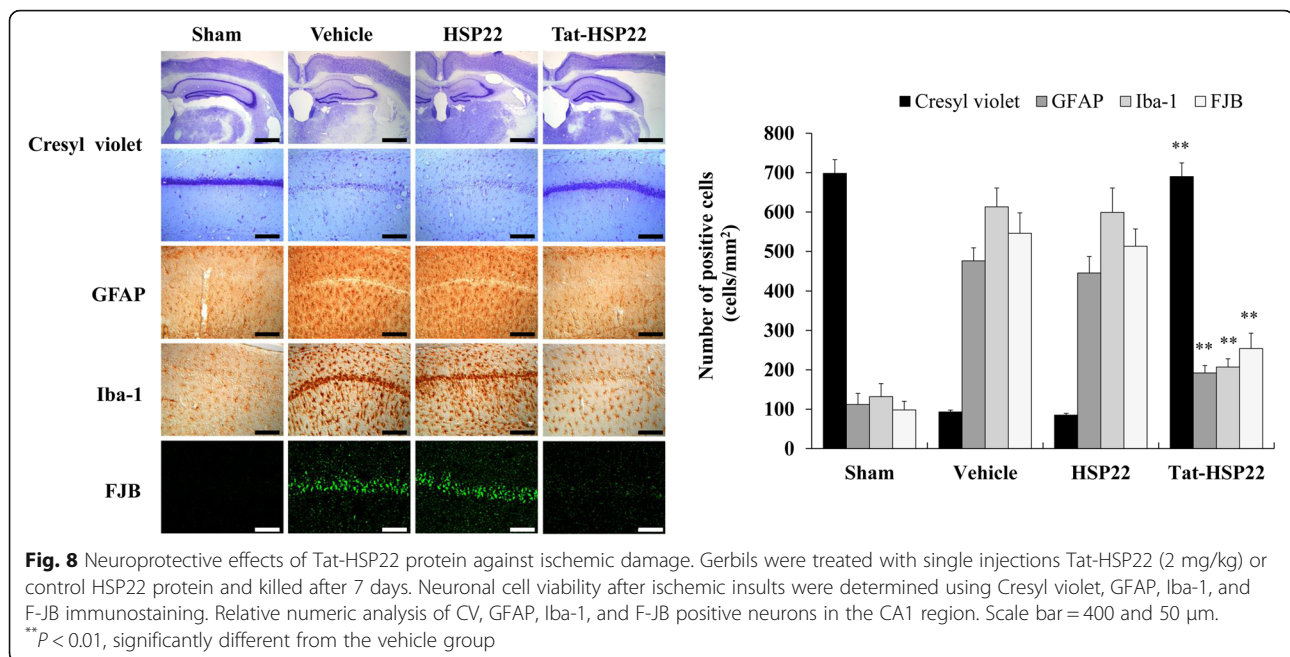 Sham Vehicle HSP22 Tat-HSP22
Cresyl violet
GFAP
Iba-1
FJB
Cresyl violet GFAP Iba-1 FJB
Number of positive cells
(cells/mm²)
800
700
600
500
400
300
200
100
0
**
** ** **
Sham Vehicle HSP22 Tat-HSP22
Fig. 8 Neuroprotective effects of Tat-HSP22 protein against ischemic damage. Gerbils were treated with single injections Tat-HSP22 (2 mg/kg) or
control HSP22 protein and killed after 7 days. Neuronal cell viability after ischemic insults were determined using Cresyl violet, GFAP, Iba-1, and
F-JB immunostaining. Relative numeric analysis of CV, GFAP, Iba-1, and F-JB positive neurons in the CA1 region. Scale bar = 400 and 50 μm.
**P < 0.01, significantly different from the vehicle group